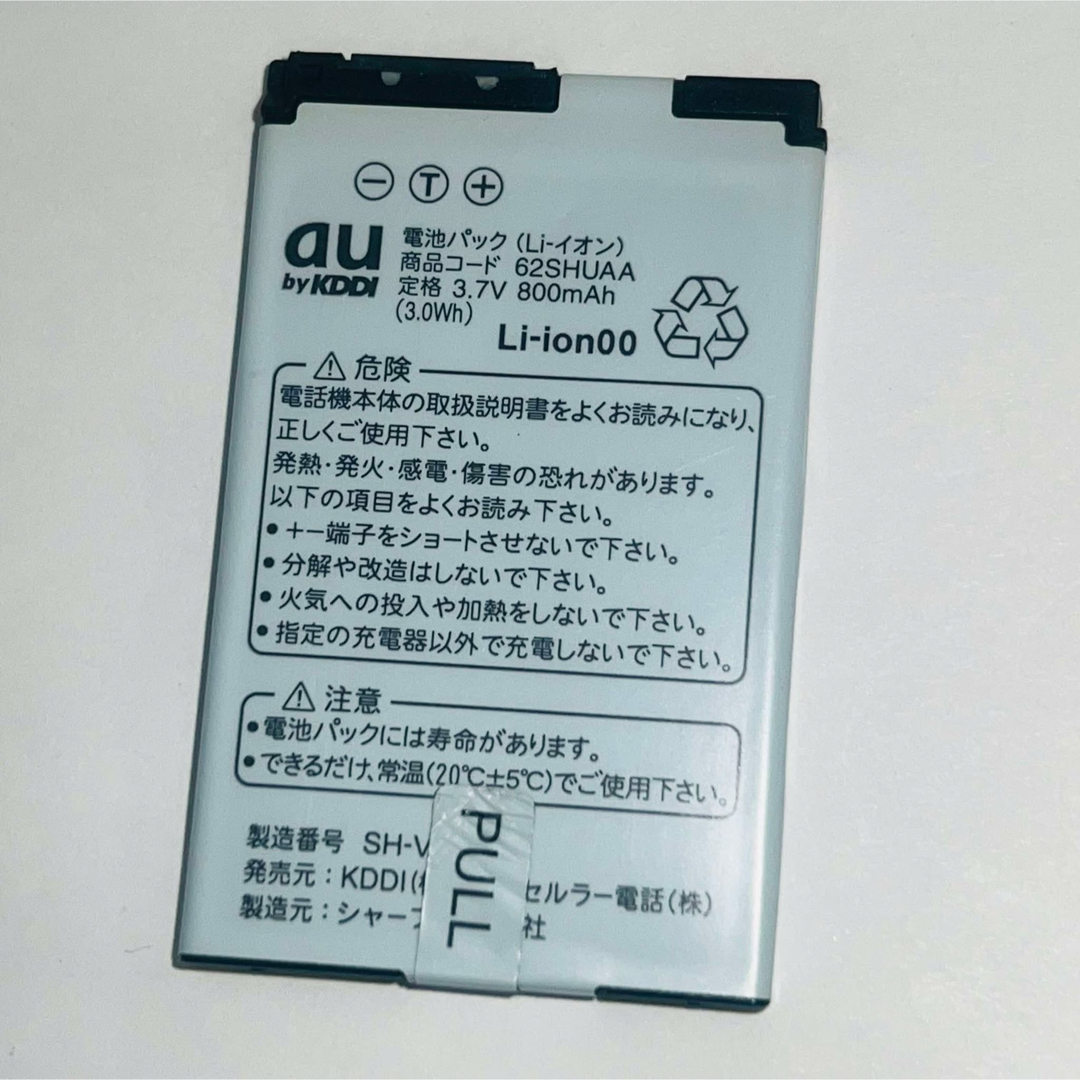 − T +
au
by KDDI
電池パック (Li-イオン)
商品コード 62SHUAA
定格 3.7V 800mAh
(3.0Wh)
Li-ion00
⚠ 危険
電話機本体の取扱説明書をよくお読みになり、
正しくご使用下さい。
発熱・発火・感電・傷害の恐れがあります。
以下の項目をよくお読み下さい。
• +−端子をショートさせないで下さい。
• 分解や改造はしないで下さい。
• 火気への投入や加熱をしないで下さい。
• 指定の充電器以外で充電しないで下さい。
⚠ 注意
• 電池パックには寿命があります。
• できるだけ、常温(20℃±5℃)でご使用下さい。
製造番号 SH-V
発売元：KDDI( セルラー電話(株)
製造元：シャープ 社
PULL